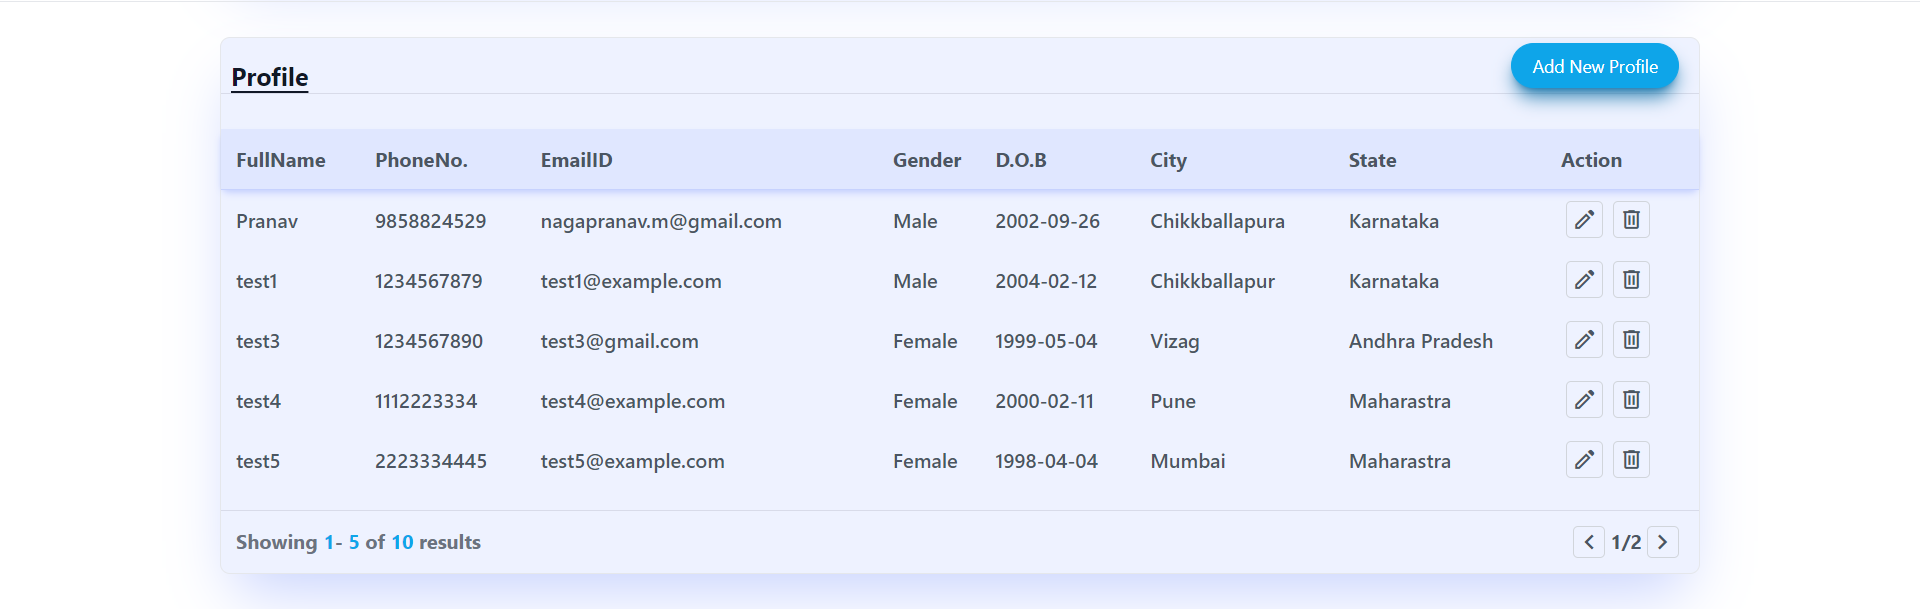 Profile
Add New Profile
FullName PhoneNo. EmailID Gender D.O.B City State Action
Pranav 9858824529 nagapranav.m@gmail.com Male 2002-09-26 Chikkballapura Karnataka
test1 1234567879 test1@example.com Male 2004-02-12 Chikkballapur Karnataka
test3 1234567890 test3@gmail.com Female 1999-05-04 Vizag Andhra Pradesh
test4 1112223334 test4@example.com Female 2000-02-11 Pune Maharastra
test5 2223334445 test5@example.com Female 1998-04-04 Mumbai Maharastra
Showing 1- 5 of 10 results
1/2